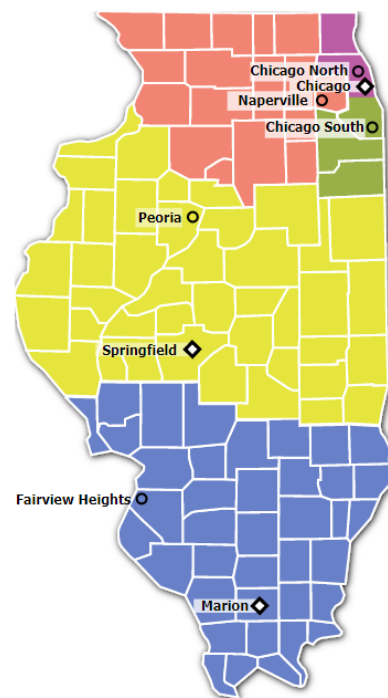 Chicago North
Chicago
Naperville
Chicago South
Peoria
Springfield
Fairview Heights
Marion